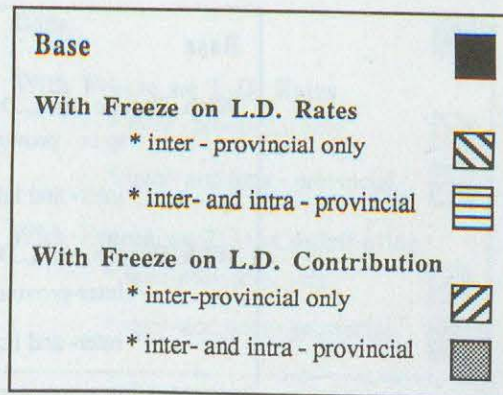 Base
With Freeze on L.D. Rates
* inter - provincial only
* inter- and intra - provincial
With Freeze on L.D. Contribution
* inter-provincial only
* inter- and intra - provincial